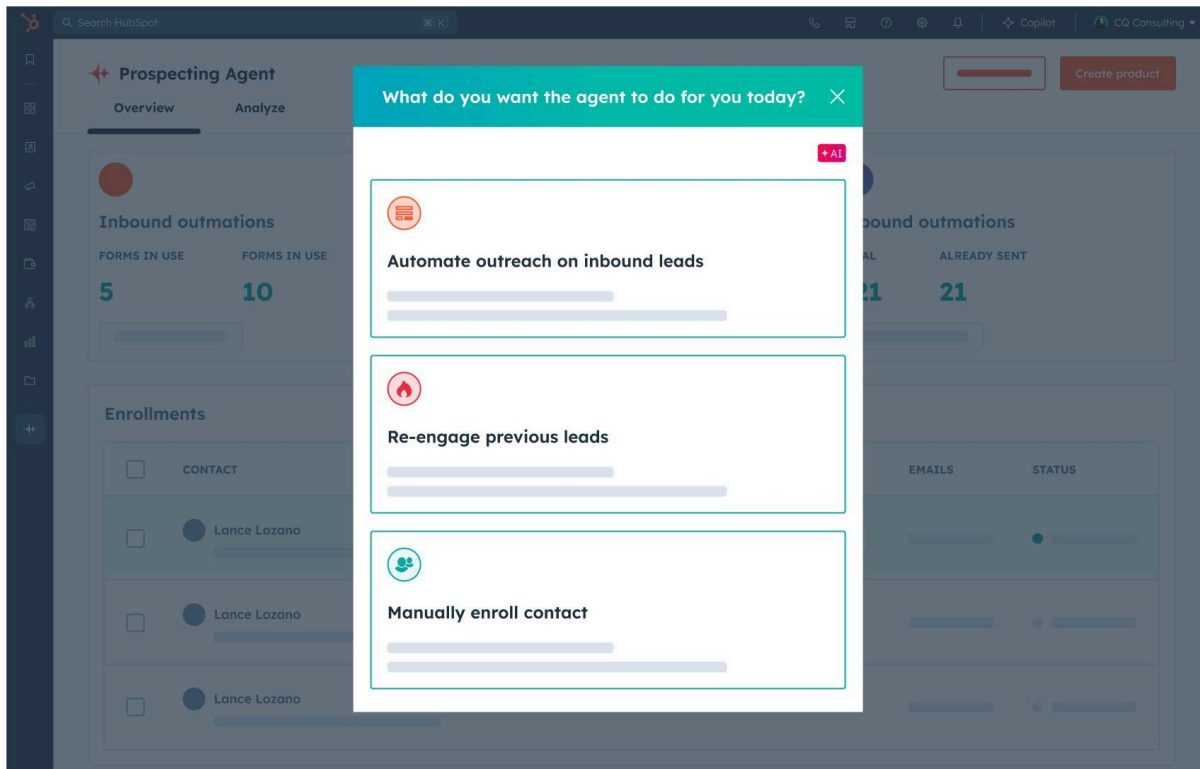 Search HubSpot
⌘ K
Copilot
CQ Consulting
Prospecting Agent
Create product
Overview
Analyze
What do you want the agent to do for you today?
AI
Inbound outmations
bound outmations
FORMS IN USE
FORMS IN USE
AL
ALREADY SENT
5
10
21
21
Automate outreach on inbound leads
Re-engage previous leads
Manually enroll contact
Enrollments
CONTACT
EMAILS
STATUS
Lance Lozano
Lance Lozano
Lance Lozano